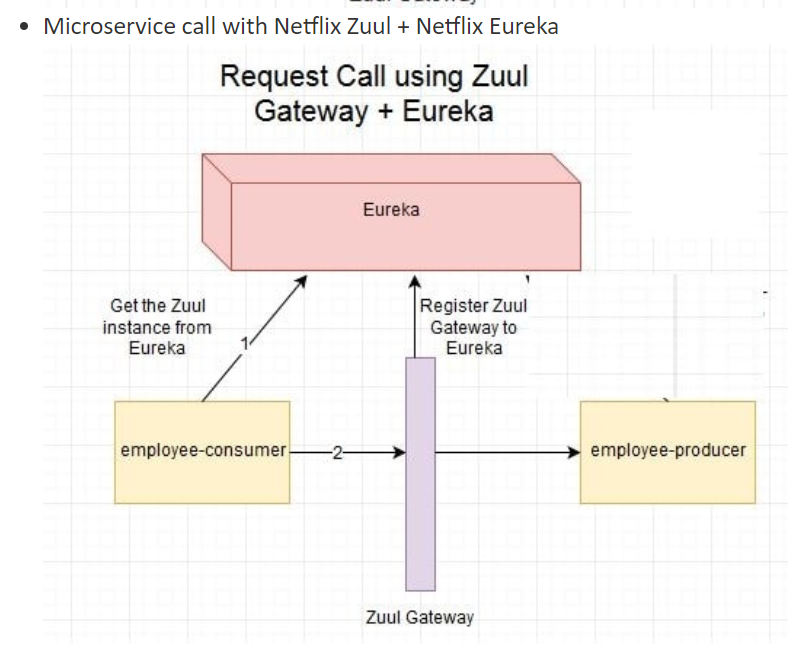 • Microservice call with Netflix Zuul + Netflix Eureka
Request Call using Zuul
Gateway + Eureka
Eureka
Get the Zuul
instance from
Eureka
1
Register Zuul
Gateway to
Eureka
employee-consumer
2
employee-producer
Zuul Gateway